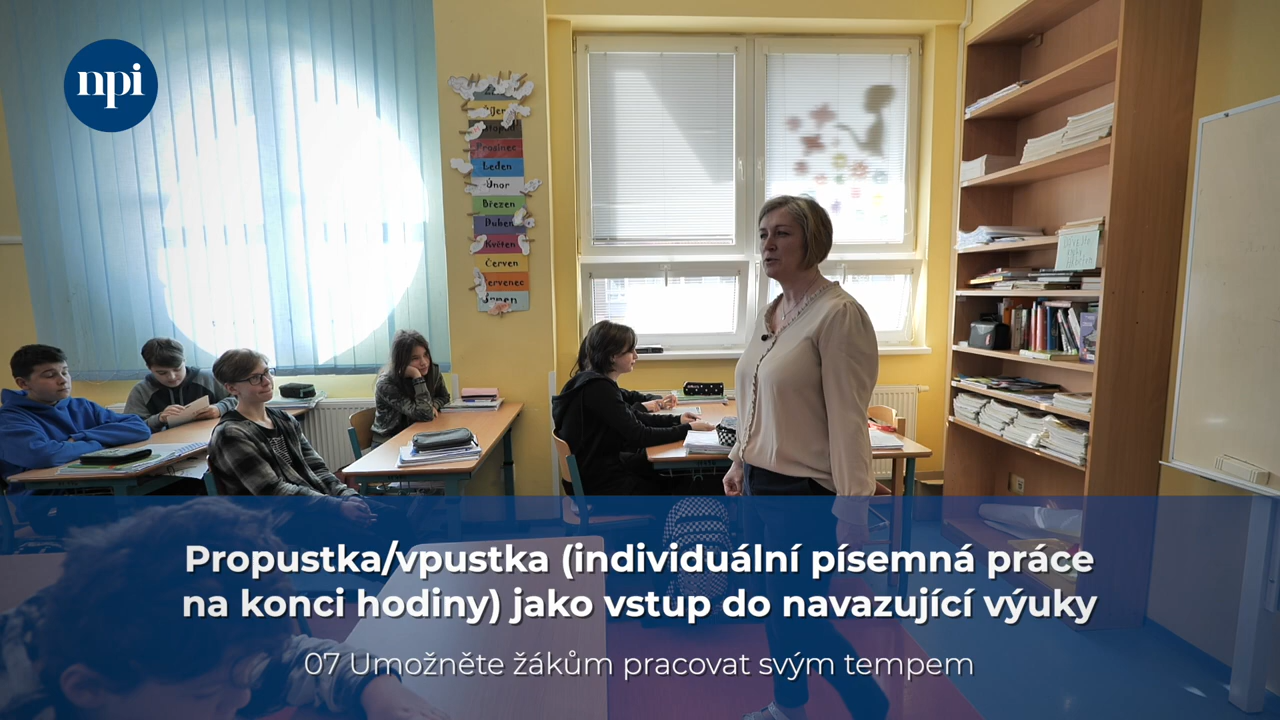 npi
Prosinec
Leden
Únor
Březen
Duben
Květen
Červen
Propustka/vpustka (individuální písemná práce
na konci hodiny) jako vstup do navazující výuky
07 Umožněte žákům pracovat svým tempem